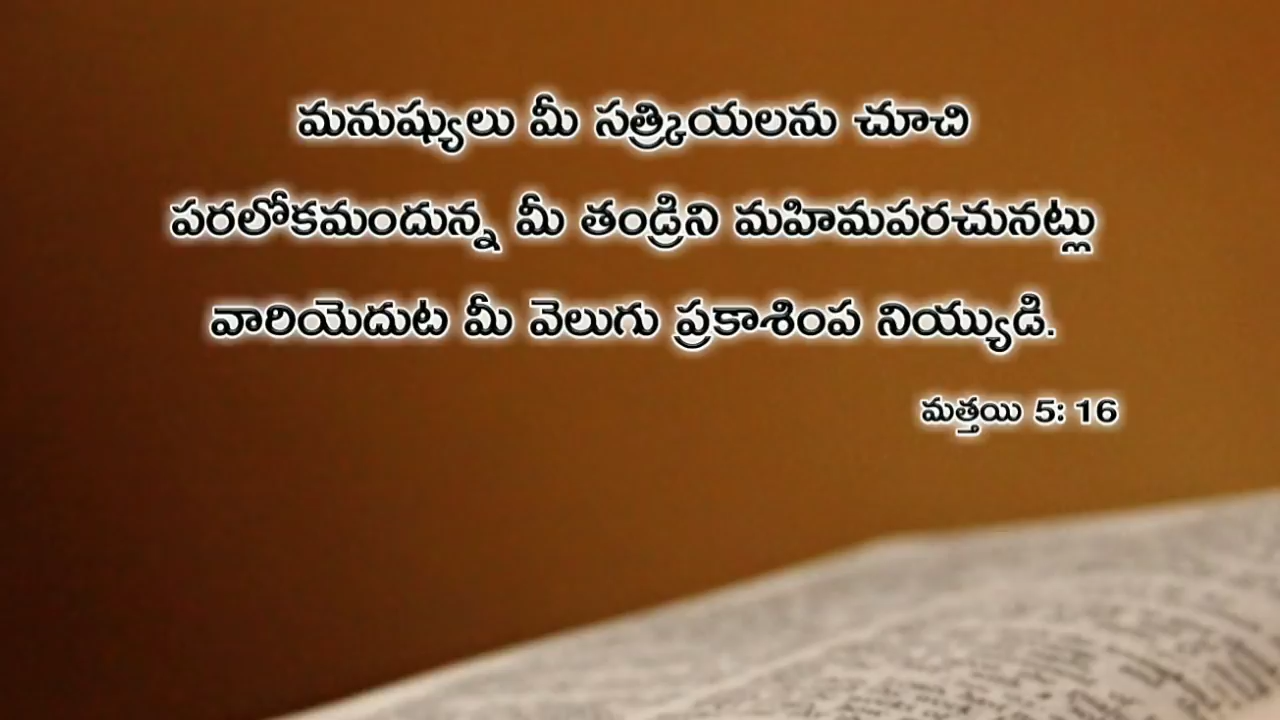 మనుష్యులు మీ సత్క్రియలను చూచి
పరలోకమందున్న మీ తండ్రిని మహిమపరచునట్లు
వారియెదుట మీ వెలుగు ప్రకాశింప నియ్యుడి.
మత్తయి 5: 16